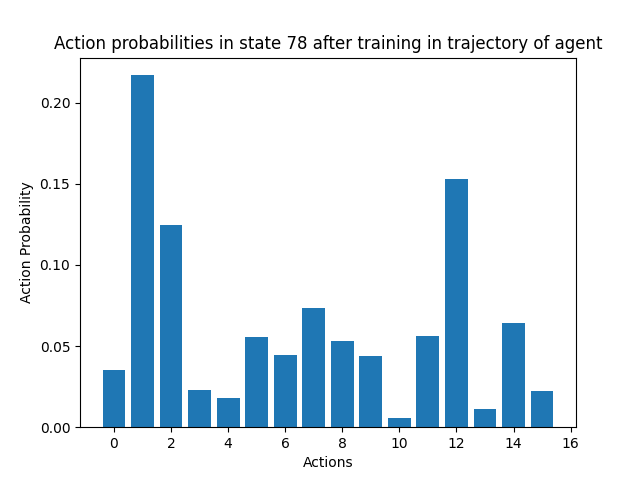 Action probabilities in state 78 after training in trajectory of agent
Action Probability
0.20
0.15
0.10
0.05
0.00
0 2 4 6 8 10 12 14 16
Actions